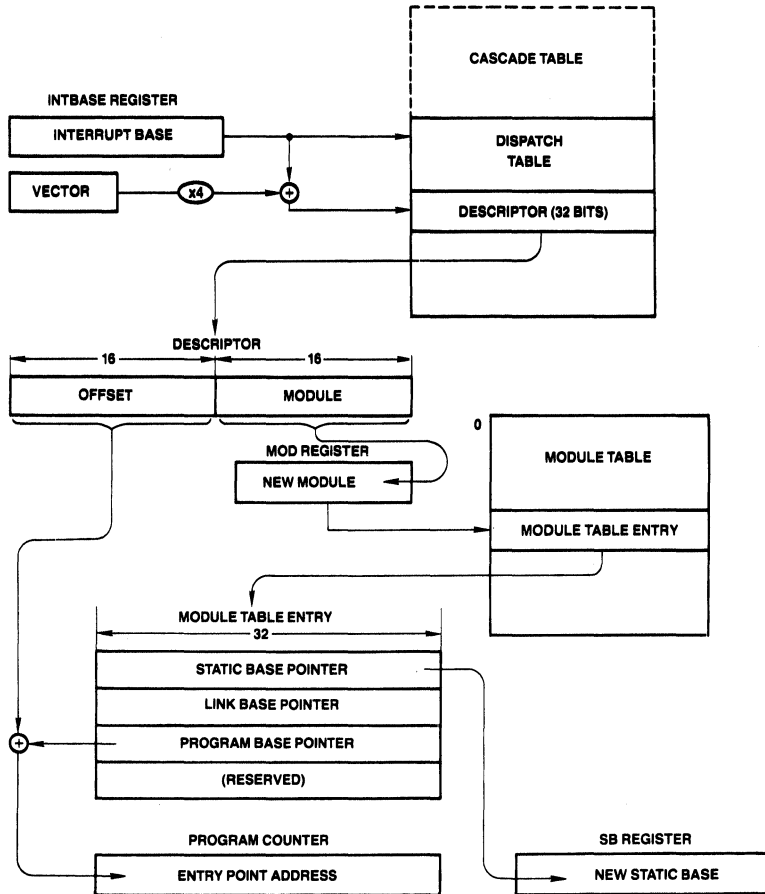 CASCADE TABLE
INTBASE REGISTER
INTERRUPT BASE
DISPATCH
TABLE
VECTOR
x4
+
DESCRIPTOR (32 BITS)
DESCRIPTOR
16
16
OFFSET
MODULE
0
MOD REGISTER
NEW MODULE
MODULE TABLE
MODULE TABLE ENTRY
MODULE TABLE ENTRY
32
STATIC BASE POINTER
LINK BASE POINTER
+
PROGRAM BASE POINTER
(RESERVED)
PROGRAM COUNTER
ENTRY POINT ADDRESS
SB REGISTER
NEW STATIC BASE